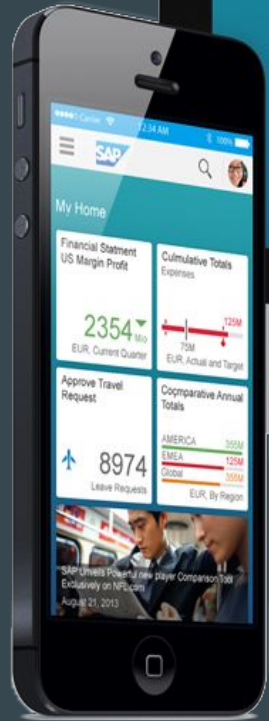 Carrier
12:34 AM
100%
SAP
My Home
Financial Statment
US Margin Profit
2354 Mio
EUR, Current Quarter
Culmulative Totals
Expenses
125M
75M
EUR, Actual and Target
Approve Travel
Request
8974
Leave Requests
Coçmparative Annual
Totals
AMERICA 355M
EMEA 125M
Global 355M
EUR, By Region
SAP Unveils Powerful new player Comparison Tool
Exclusively on NFL.com
August 21, 2013